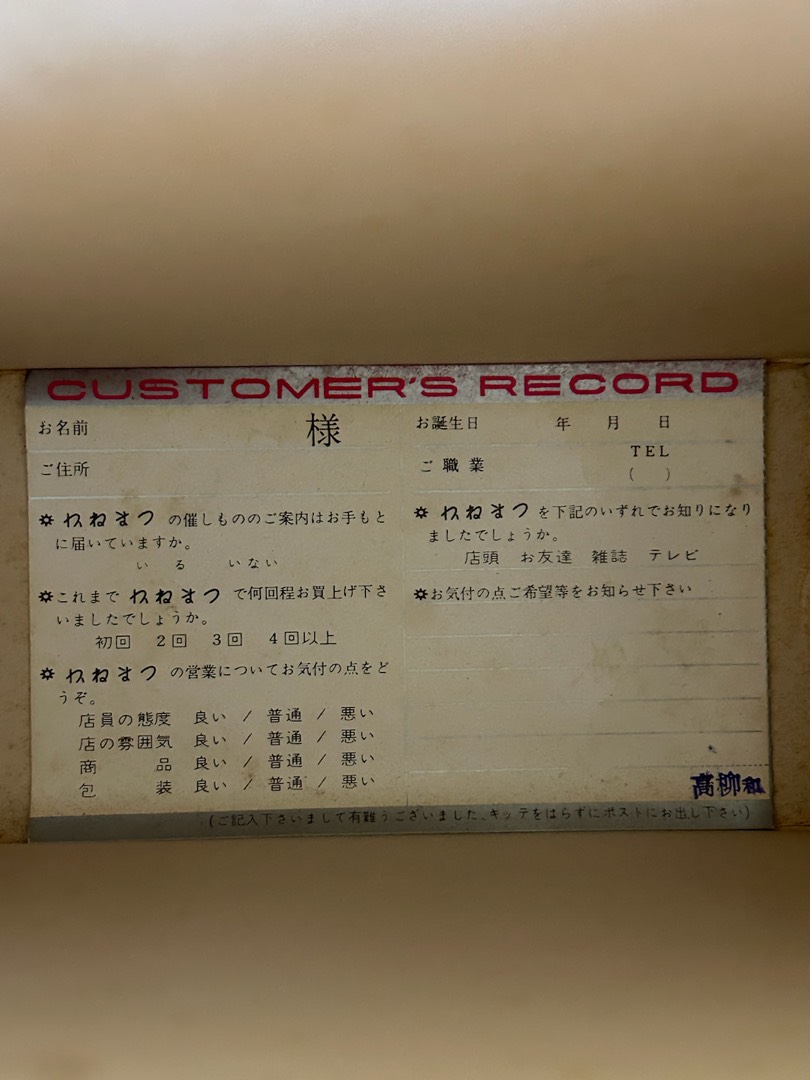 CUSTOMER'S RECORD
お名前 様
ご住所
✲ かねまつ の催しもののご案内はお手もと
に届いていますか。
いる いない
✲これまで かねまつ で何回程お買上げ下さ
いましたでしょうか。
初回 2回 3回 4回以上
✲ かねまつ の営業についてお気付の点をど
うぞ。
店員の態度 良い / 普通 / 悪い
店の雰囲気 良い / 普通 / 悪い
商 品 良い / 普通 / 悪い
包 装 良い / 普通 / 悪い
お誕生日 年 月 日
ご職業 TEL
( )
✲ かねまつ を下記のいずれでお知りになり
ましたでしょうか。
店頭 お友達 雑誌 テレビ
✲お気付の点ご希望等をお知らせ下さい
高柳和
(ご記入下さいまして有難うございました、キッテをはらずにポストにお出し下さい)